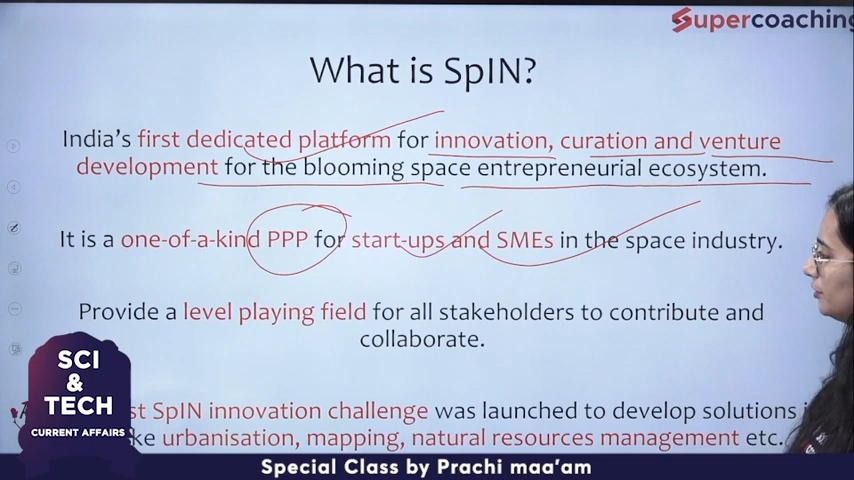 Supercoaching
What is SpIN?
India's first dedicated platform for innovation, curation and venture
development for the blooming space entrepreneurial ecosystem.
It is a one-of-a-kind PPP for start-ups and SMEs in the space industry.
Provide a level playing field for all stakeholders to contribute and
collaborate.
SpIN innovation challenge was launched to develop solutions
urbanisation, mapping, natural resources management etc.
SCI
&
TECH
CURRENT AFFAIRS
Special Class by Prachi maa'am